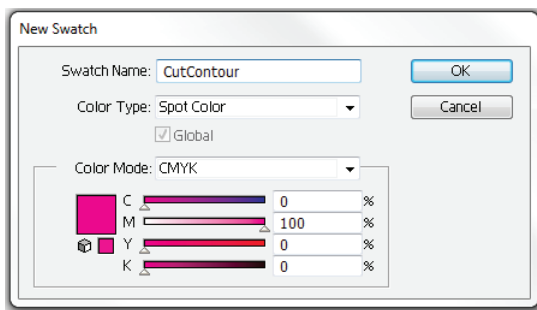 New Swatch
Swatch Name: CutContour
OK
Color Type: Spot Color
Cancel
Global
Color Mode: CMYK
C 0 %
M 100 %
Y 0 %
K 0 %